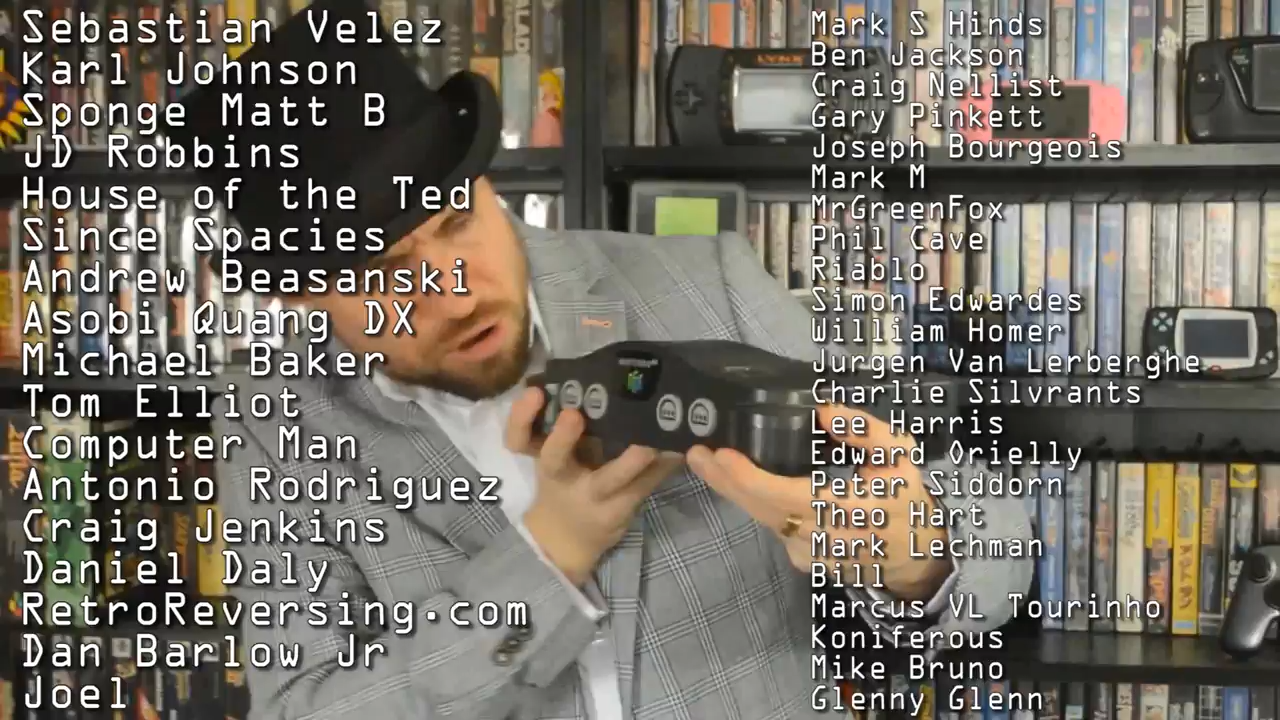 Sebastian Velez
Karl Johnson
Sponge Matt B
JD Robbins
House of the Ted
Since Spacies
Andrew Beasanski
Asobi Quang DX
Michael Baker
Tom Elliot
Computer Man
Antonio Rodriguez
Craig Jenkins
Daniel Daly
RetroReversing.com
Dan Barlow Jr
Joel
Mark S Hinds
Ben Jackson
Craig Nellist
Gary Pinkett
Joseph Bourgeois
Mark M
MrGreenFox
Phil Cave
Riablo
Simon Edwardes
William Homer
Jurgen Van Lerberghe
Charlie Silvrants
Lee Harris
Edward Orielly
Peter Siddorn
Theo Hart
Mark Lechman
Bill
Marcus VL Tourinho
Koniferous
Mike Bruno
Glenny Glenn
LYNX